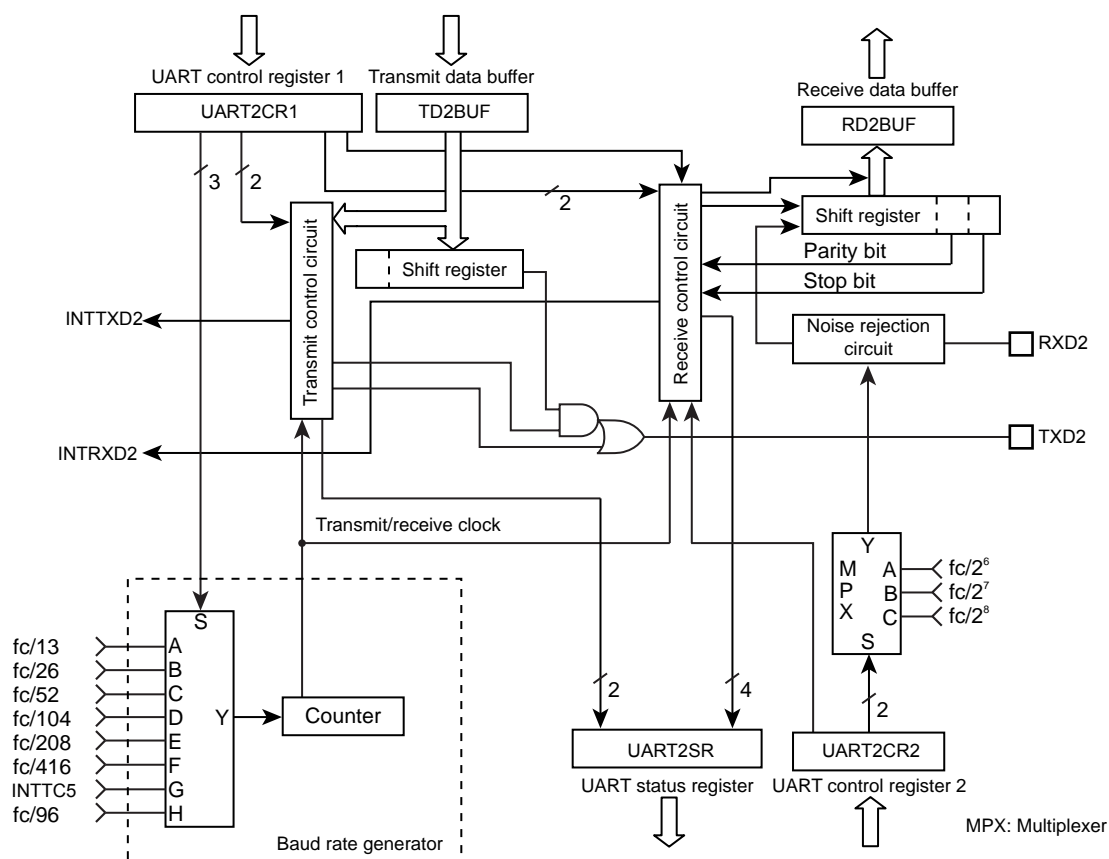 UART control register 1
Transmit data buffer
Receive data buffer
UART2CR1
TD2BUF
RD2BUF
3
2
2
Transmit control circuit
Shift register
Receive control circuit
Shift register
Parity bit
Stop bit
INTTXD2
Noise rejection
circuit
RXD2
INTRXD2
TXD2
Transmit/receive clock
Y
M
P
X
A
B
C
S
fc/2⁶
fc/2⁷
fc/2⁸
S
fc/13
A
fc/26
B
fc/52
C
fc/104
D
fc/208
E
fc/416
F
INTTC5
G
fc/96
H
Y
Counter
2
4
2
UART2SR
UART2CR2
UART status register
UART control register 2
Baud rate generator
MPX: Multiplexer